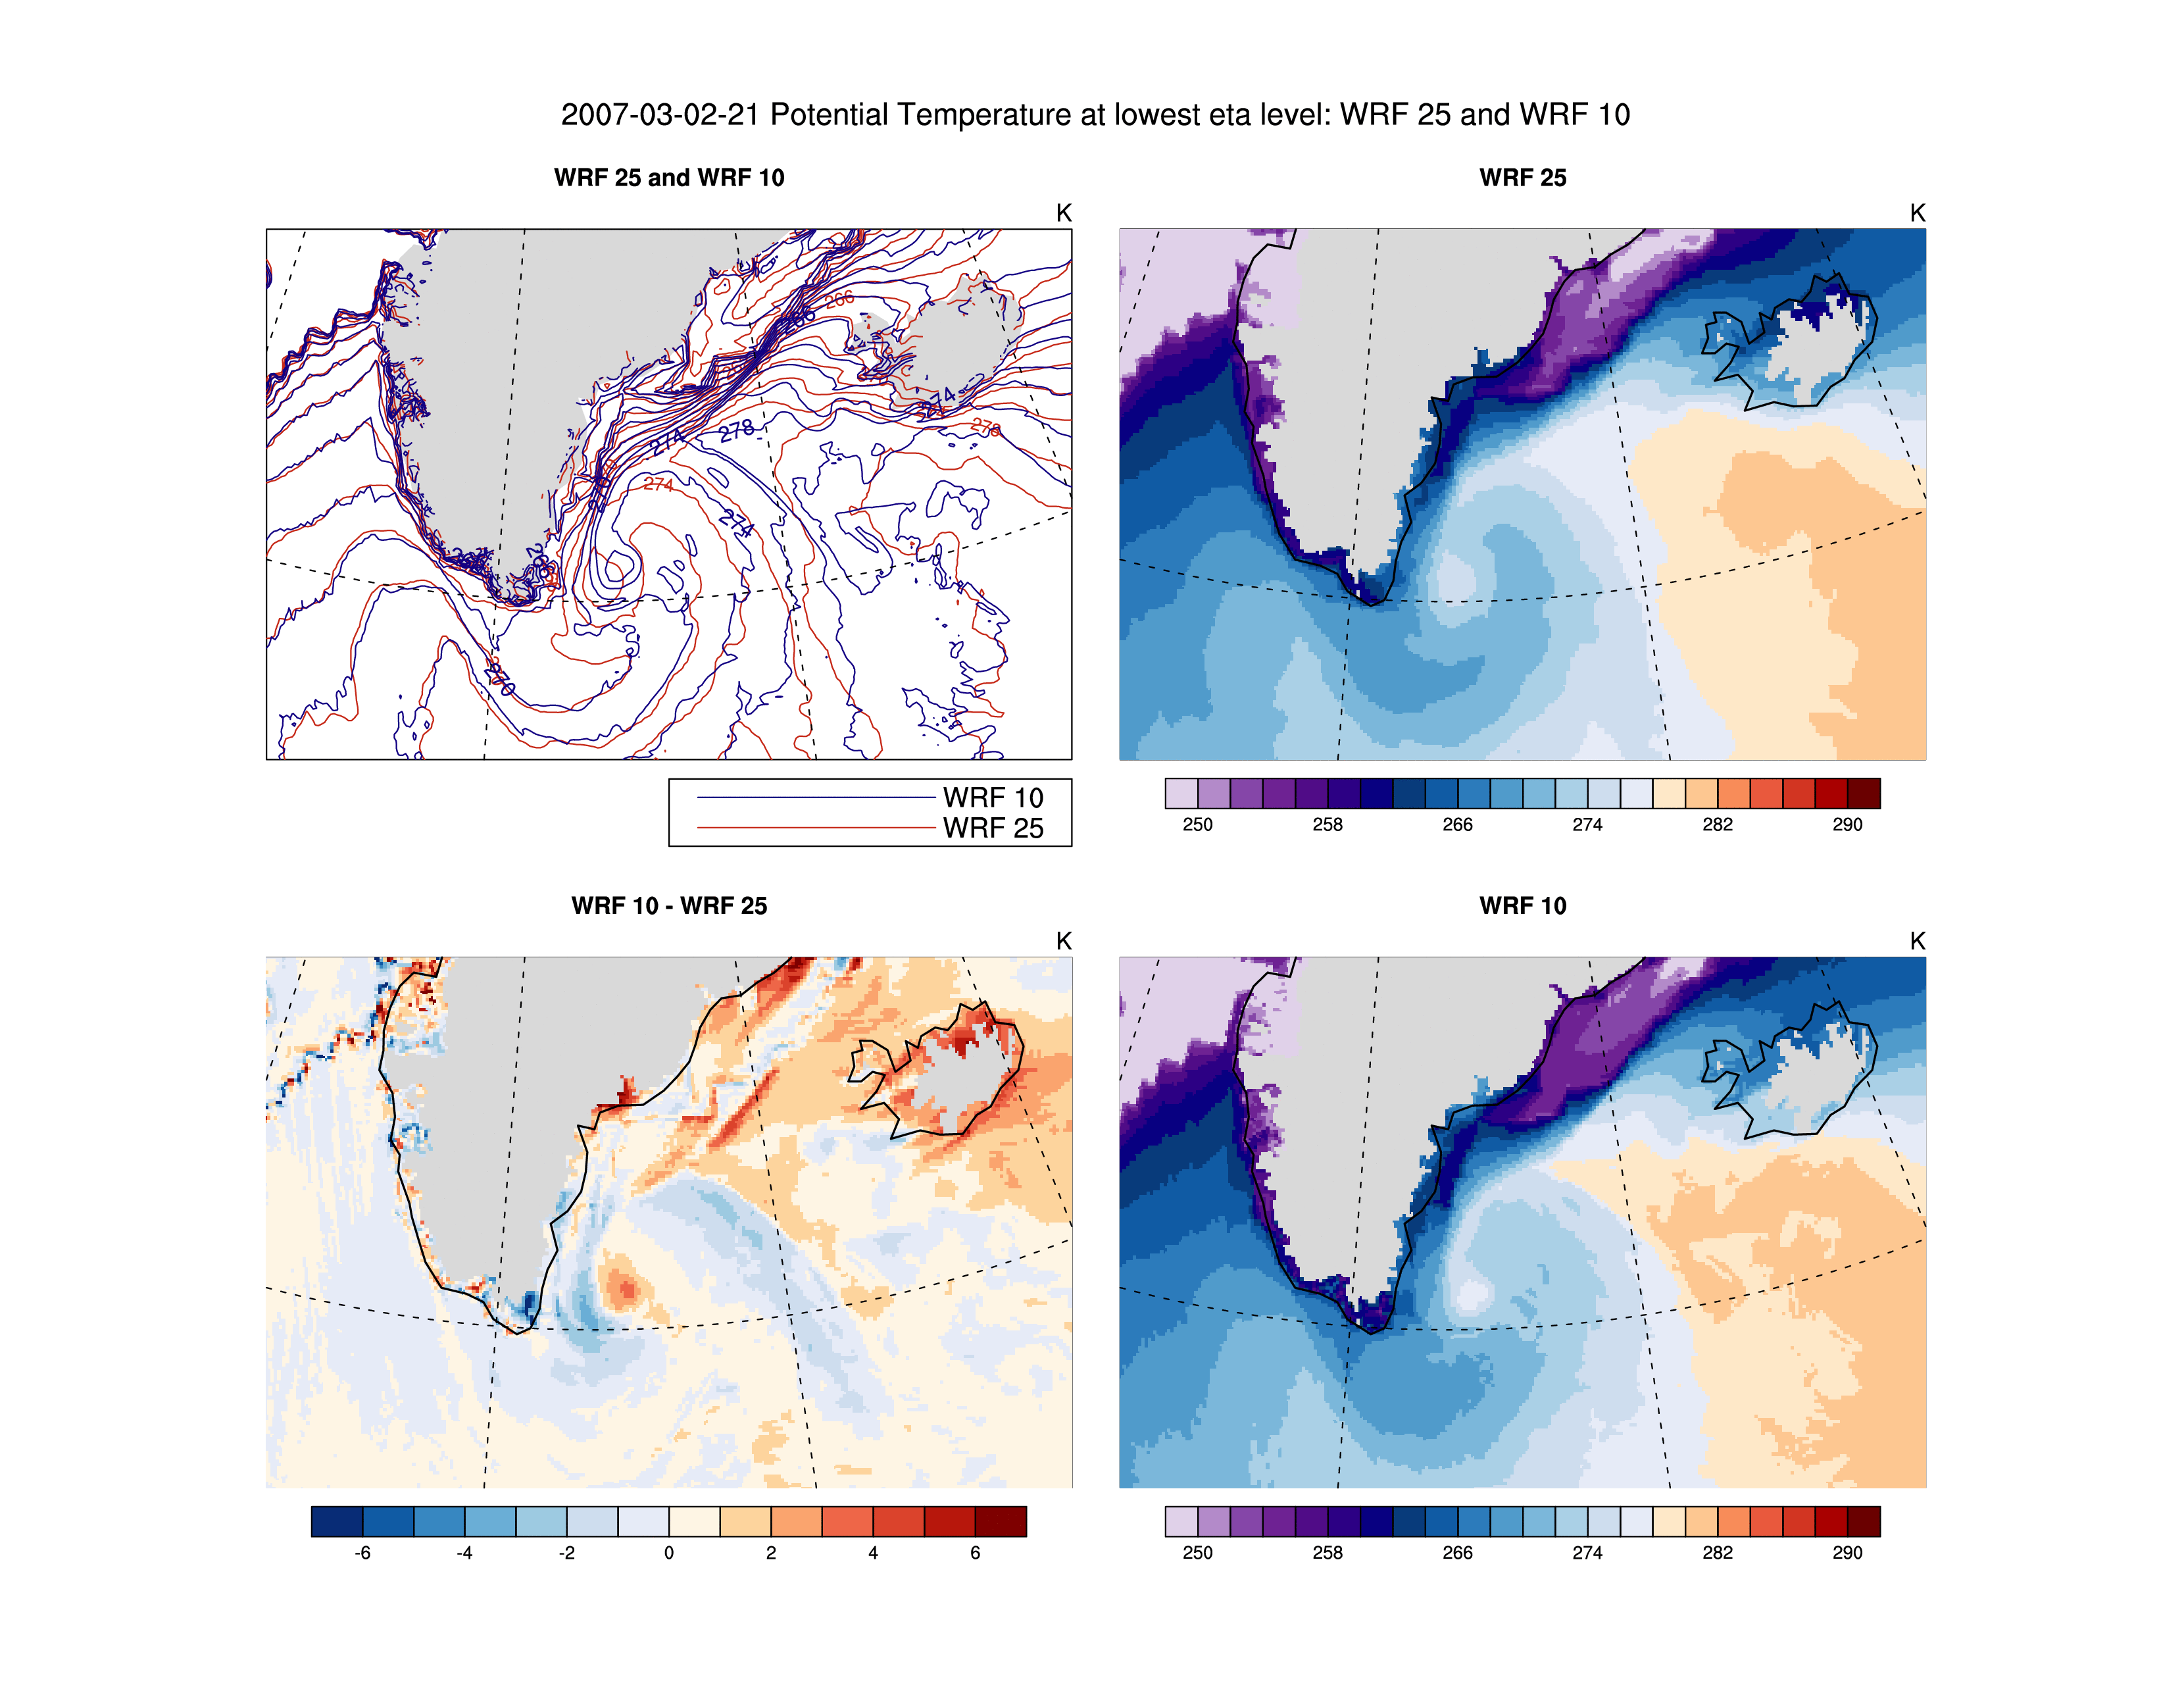 2007-03-02-21 Potential Temperature at lowest eta level: WRF 25 and WRF 10
WRF 25 and WRF 10
K
266
274
278
274
278
274
274
270
WRF 10
WRF 25
WRF 25
K
250 258 266 274 282 290
WRF 10 - WRF 25
K
-6 -4 -2 0 2 4 6
WRF 10
K
250 258 266 274 282 290